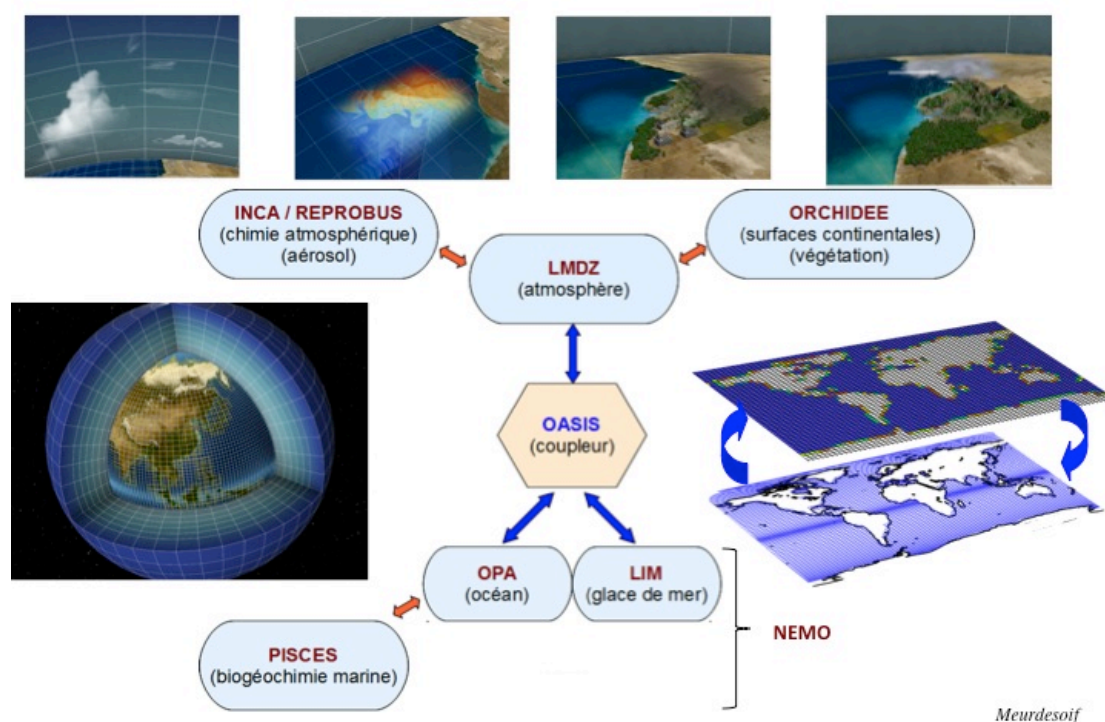 INCA / REPROBUS
(chimie atmosphérique)
(aérosol)
ORCHIDEE
(surfaces continentales)
(végétation)
LMDZ
(atmosphère)
OASIS
(coupleur)
OPA
(océan)
LIM
(glace de mer)
NEMO
PISCES
(biogéochimie marine)
Meurdesoif